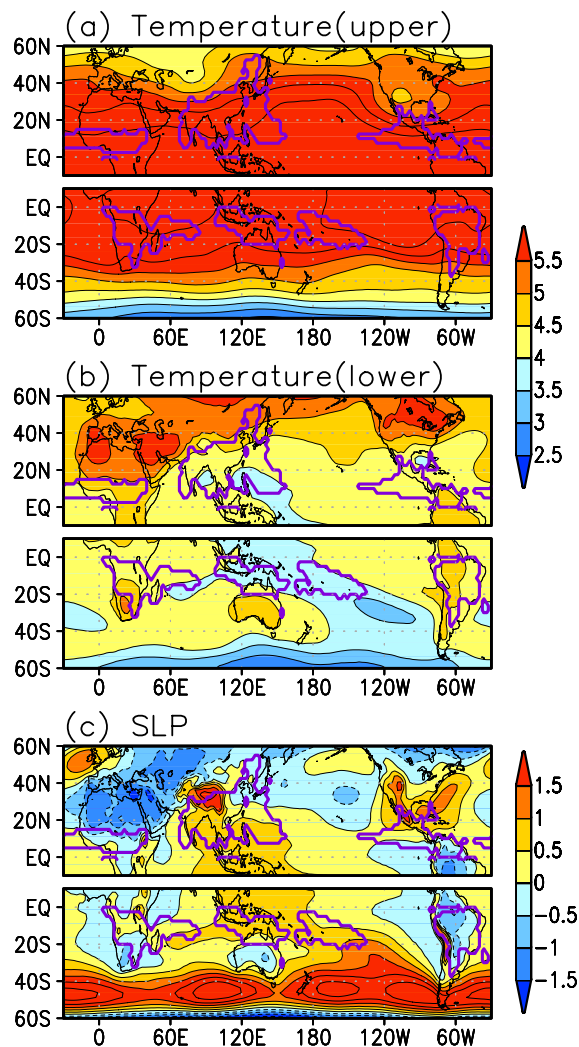 (a) Temperature(upper)
60N
40N
20N
EQ
EQ
20S
40S
60S
0 60E 120E 180 120W 60W
5.5
5
4.5
4
3.5
3
2.5
(b) Temperature(lower)
60N
40N
20N
EQ
EQ
20S
40S
60S
0 60E 120E 180 120W 60W
(c) SLP
60N
40N
20N
EQ
EQ
20S
40S
60S
0 60E 120E 180 120W 60W
1.5
1
0.5
0
−0.5
−1
−1.5